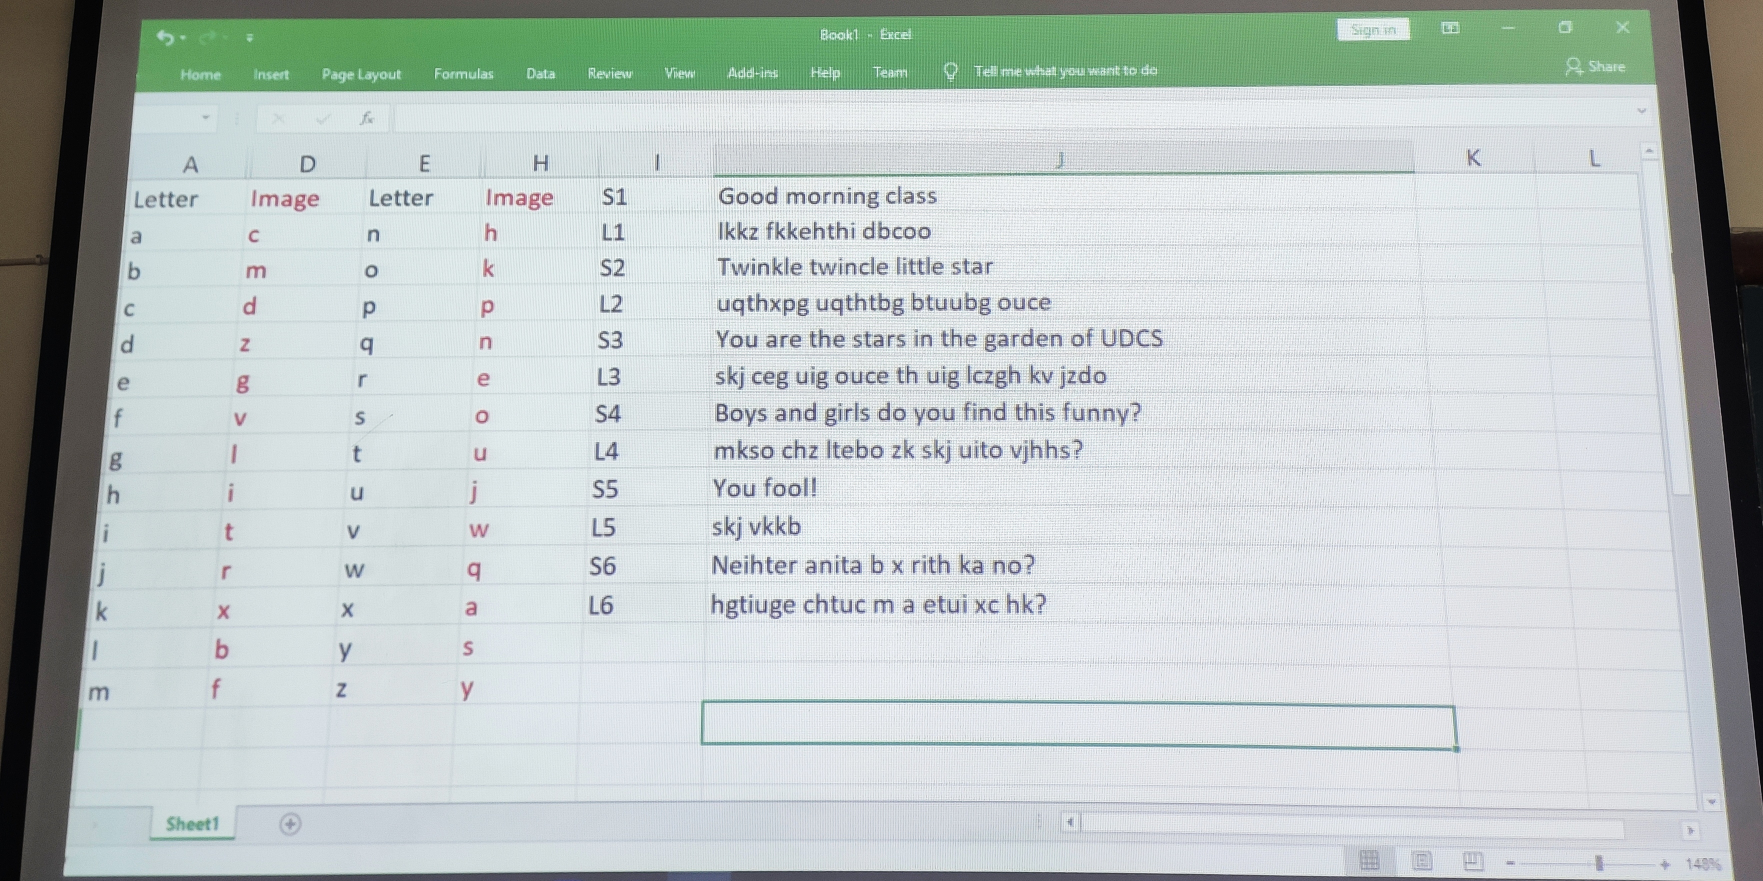 Book1 - Excel
Sign in
Home Insert Page Layout Formulas Data Review View Add-ins Help Team Tell me what you want to do Share
fx
A D E H I J K L
Letter Image Letter Image S1 Good morning class
a c n h L1 lkkz fkkehthi dbcoo
b m o k S2 Twinkle twincle little star
c d p p L2 uqthxpg uqthtbg btuubg ouce
d z q n S3 You are the stars in the garden of UDCS
e g r e L3 skj ceg uig ouce th uig lczgh kv jzdo
f v s o S4 Boys and girls do you find this funny?
g l t u L4 mkso chz ltebo zk skj uito vjhhs?
h i u j S5 You fool!
i t v w L5 skj vkkb
j r w q S6 Neihter anita b x rith ka no?
k x x a L6 hgtiuge chtuc m a etui xc hk?
l b y s
m f z y
Sheet1
148%